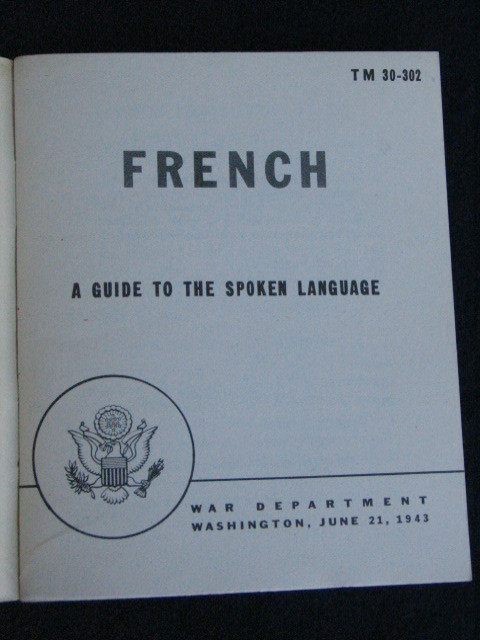 TM 30-302
FRENCH
A GUIDE TO THE SPOKEN LANGUAGE
WAR DEPARTMENT
WASHINGTON, JUNE 21, 1943